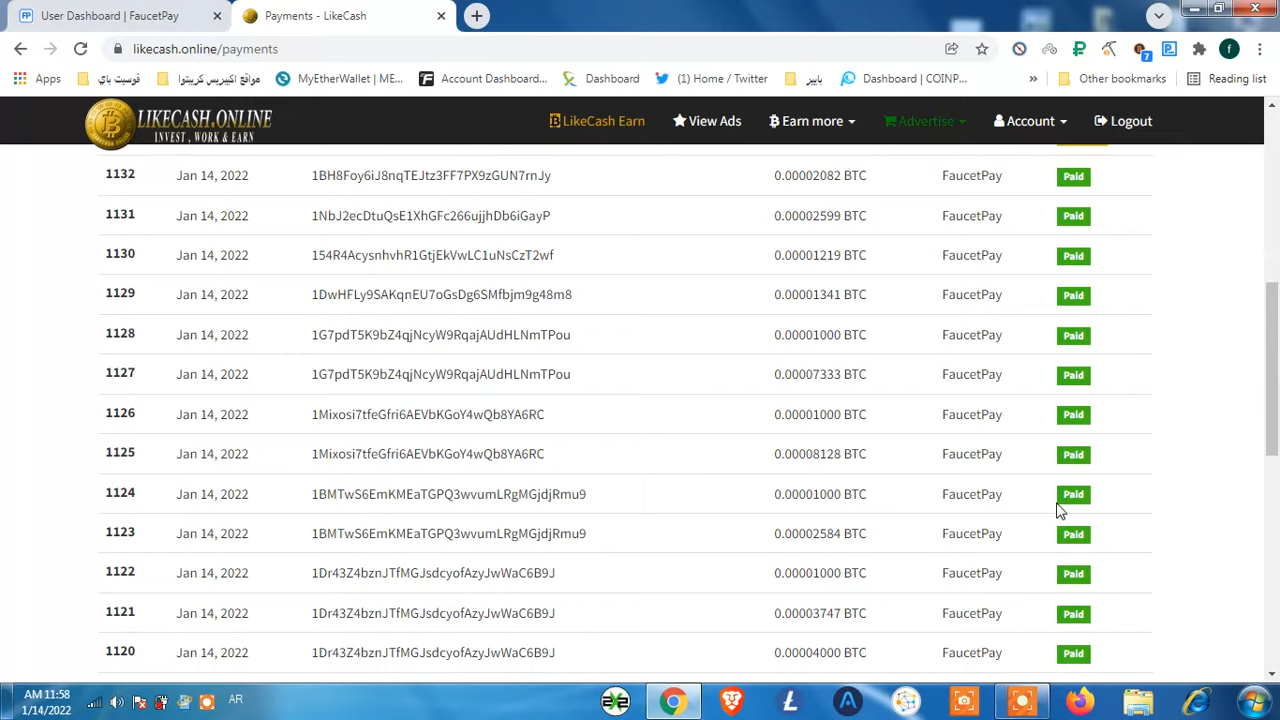 User Dashboard | FaucetPay
Payments - LikeCash
likecash.online/payments
Apps
فوسيت باي
مواقع اكيبريس كريبتوا
MyEtherWallet | ME...
Account Dashboard...
Dashboard
(1) Home / Twitter
بايير
Dashboard | COINP...
»
Other bookmarks
Reading list
LIKECASH.ONLINE
INVEST, WORK & EARN
LikeCash Earn
View Ads
Earn more
Advertise
Account
Logout
1132 Jan 14, 2022 1BH8Foy6iJ8nqTEJtz3FF7PX9zGUN7rnJy 0.00002082 BTC FaucetPay Paid
1131 Jan 14, 2022 1NbJ2ecDtuQsE1XhGFc266ujjhDb6iGayP 0.00002599 BTC FaucetPay Paid
1130 Jan 14, 2022 154R4AcysnhvhR1GtjEkVwLC1uNsCzT2wf 0.00001219 BTC FaucetPay Paid
1129 Jan 14, 2022 1DwHFLy9SAKqnEU7oGsDg6SMfbjm9g48m8 0.00001341 BTC FaucetPay Paid
1128 Jan 14, 2022 1G7pdT5K9bZ4qjNcyW9RqajAUdHLNmTPou 0.00001000 BTC FaucetPay Paid
1127 Jan 14, 2022 1G7pdT5K9bZ4qjNcyW9RqajAUdHLNmTPou 0.00007333 BTC FaucetPay Paid
1126 Jan 14, 2022 1Mixosi7tfeGfri6AEVbKGoY4wQb8YA6RC 0.00001000 BTC FaucetPay Paid
1125 Jan 14, 2022 1Mixosi7tfeGfri6AEVbKGoY4wQb8YA6RC 0.00008128 BTC FaucetPay Paid
1124 Jan 14, 2022 1BMTwS6EmKMEaTGPQ3wvumLRgMGjdjRmu9 0.00001000 BTC FaucetPay Paid
1123 Jan 14, 2022 1BMTwS6EmKMEaTGPQ3wvumLRgMGjdjRmu9 0.00002584 BTC FaucetPay Paid
1122 Jan 14, 2022 1Dr43Z4bznJTfMGJsdcyofAzyJwWaC6B9J 0.00001000 BTC FaucetPay Paid
1121 Jan 14, 2022 1Dr43Z4bznJTfMGJsdcyofAzyJwWaC6B9J 0.00003747 BTC FaucetPay Paid
1120 Jan 14, 2022 1Dr43Z4bznJTfMGJsdcyofAzyJwWaC6B9J 0.00004000 BTC FaucetPay Paid
AM 11:58
1/14/2022
AR